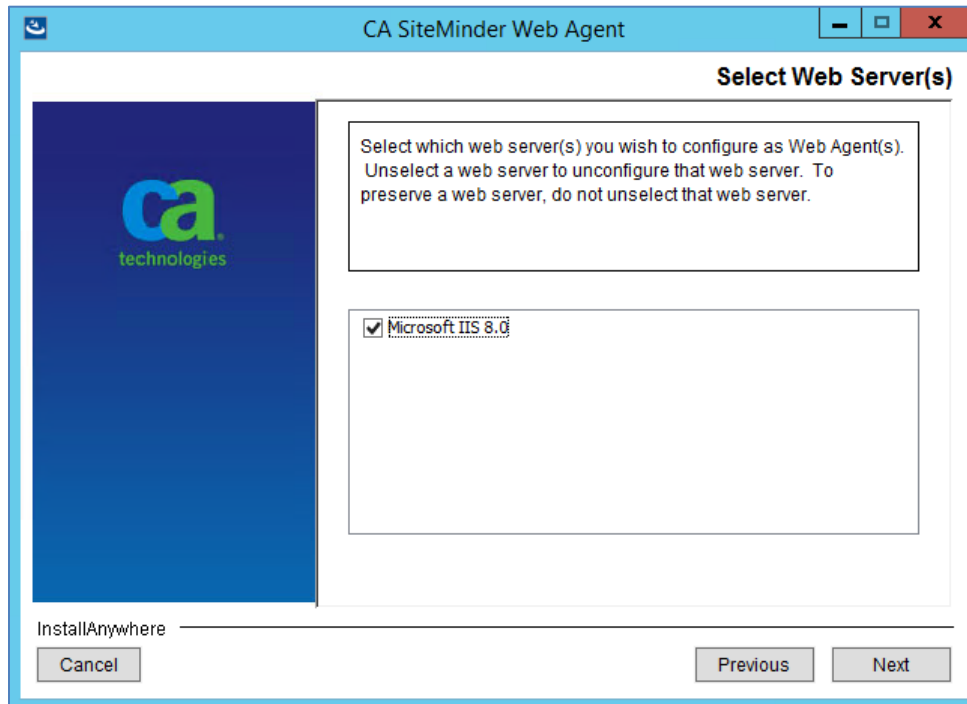 CA SiteMinder Web Agent
Select Web Server(s)
ca
technologies
Select which web server(s) you wish to configure as Web Agent(s).
Unselect a web server to unconfigure that web server. To
preserve a web server, do not unselect that web server.
Microsoft IIS 8.0
InstallAnywhere
Cancel
Previous
Next